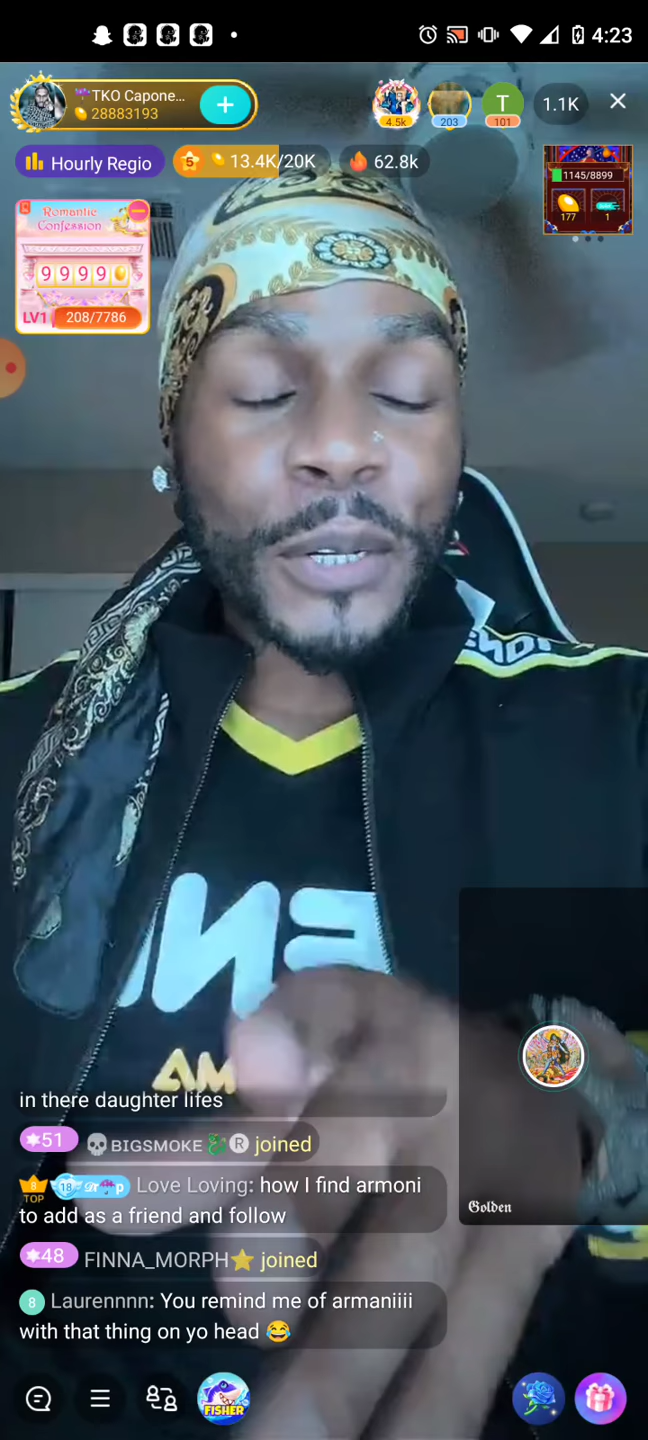 4:23
TKO Capone...
28883193
4.5k
203
T
101
1.1K
Hourly Regio
5
13.4K/20K
62.8k
1145/8899
177
1
Romantic
Confession
9 9 9 9
LV1
208/7786
in there daughter lifes
51
BIGSMOKE R joined
8
TOP
18
Love Loving: how I find armoni
to add as a friend and follow
48 FINNA_MORPH⭐ joined
8 Laurennnn: You remind me of armaniiii
with that thing on yo head 😂
Golden
FISHER